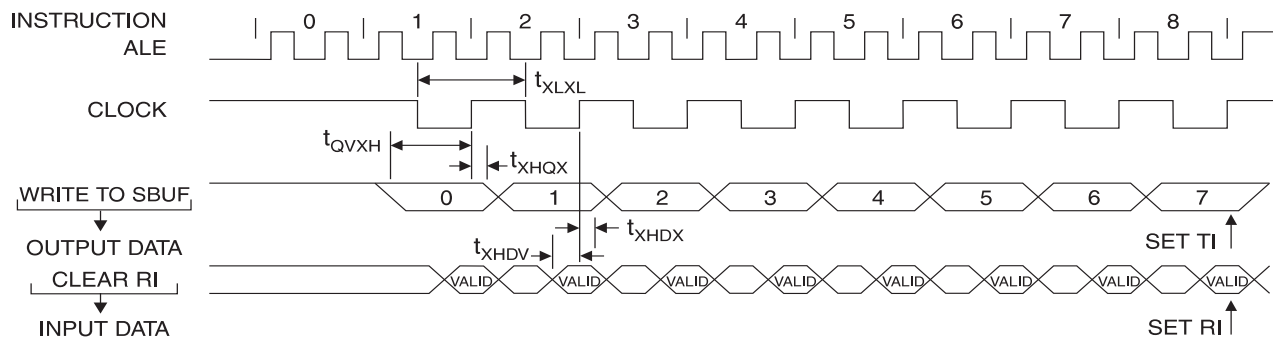 INSTRUCTION 0 1 2 3 4 5 6 7 8
ALE
tXLXL
CLOCK
tQVXH
tXHQX
WRITE TO SBUF 0 1 2 3 4 5 6 7
tXHDX
OUTPUT DATA SET TI
tXHDV
CLEAR RI VALID VALID VALID VALID VALID VALID VALID VALID
INPUT DATA SET RI